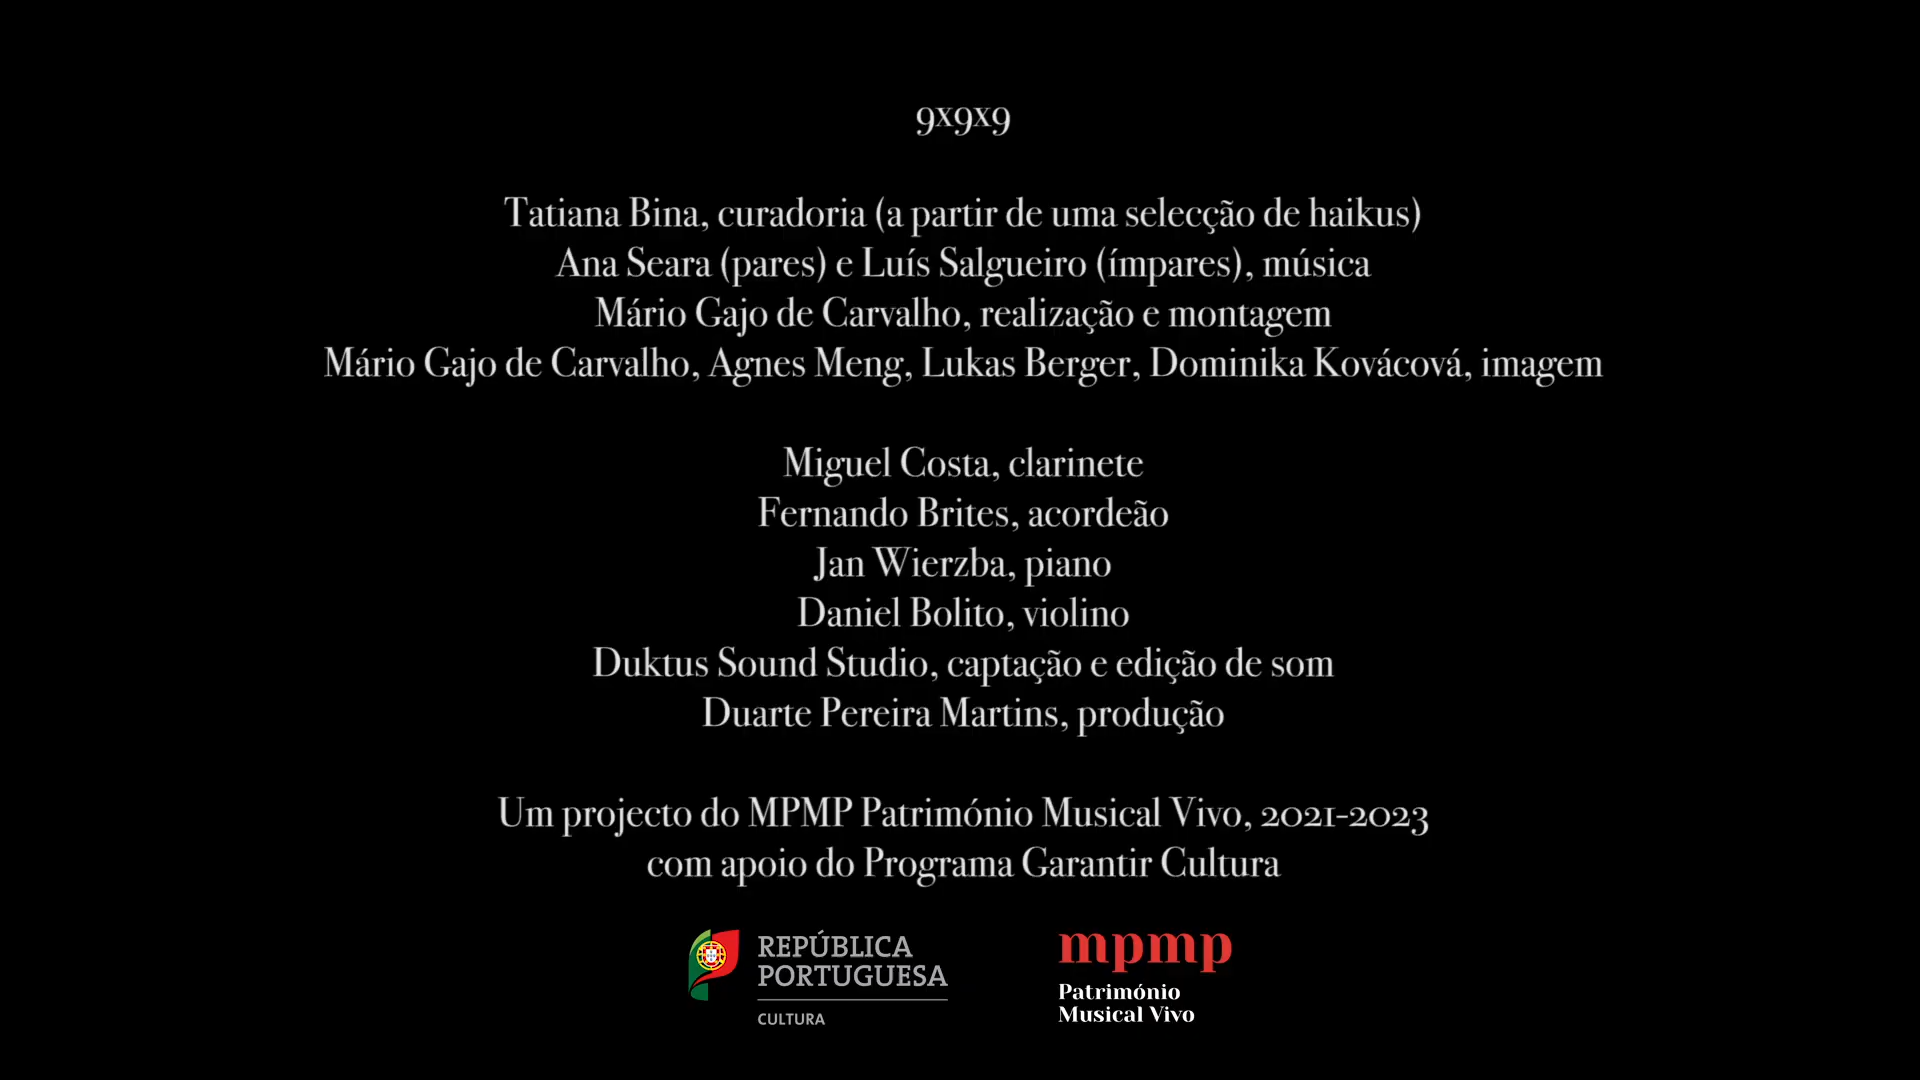 9x9x9
Tatiana Bina, curadoria (a partir de uma selecção de haikus)
Ana Seara (pares) e Luís Salgueiro (ímpares), música
Mário Gajo de Carvalho, realização e montagem
Mário Gajo de Carvalho, Agnes Meng, Lukas Berger, Dominika Kovácová, imagem
Miguel Costa, clarinete
Fernando Brites, acordeão
Jan Wierzba, piano
Daniel Bolito, violino
Duktus Sound Studio, captação e edição de som
Duarte Pereira Martins, produção
Um projecto do MPMP Património Musical Vivo, 2021-2023
com apoio do Programa Garantir Cultura
REPÚBLICA
PORTUGUESA
CULTURA
mpmp
Património
Musical Vivo